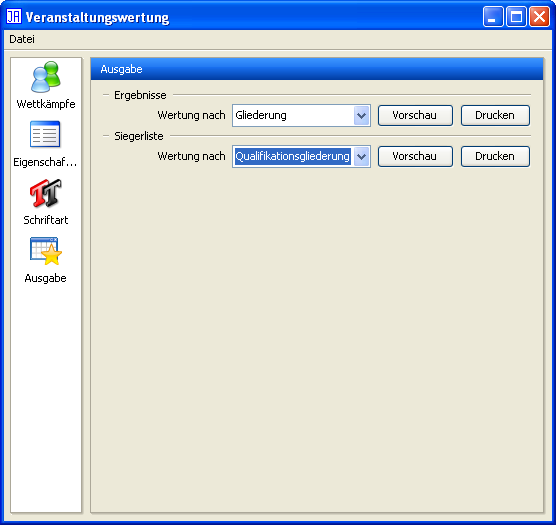 JA Veranstaltungswertung
Datei
Wettkämpfe
Eigenschaf...
Schriftart
Ausgabe
Ausgabe
Ergebnisse
Wertung nach Gliederung Vorschau Drucken
Siegerliste
Wertung nach Qualifikationsgliederung Vorschau Drucken